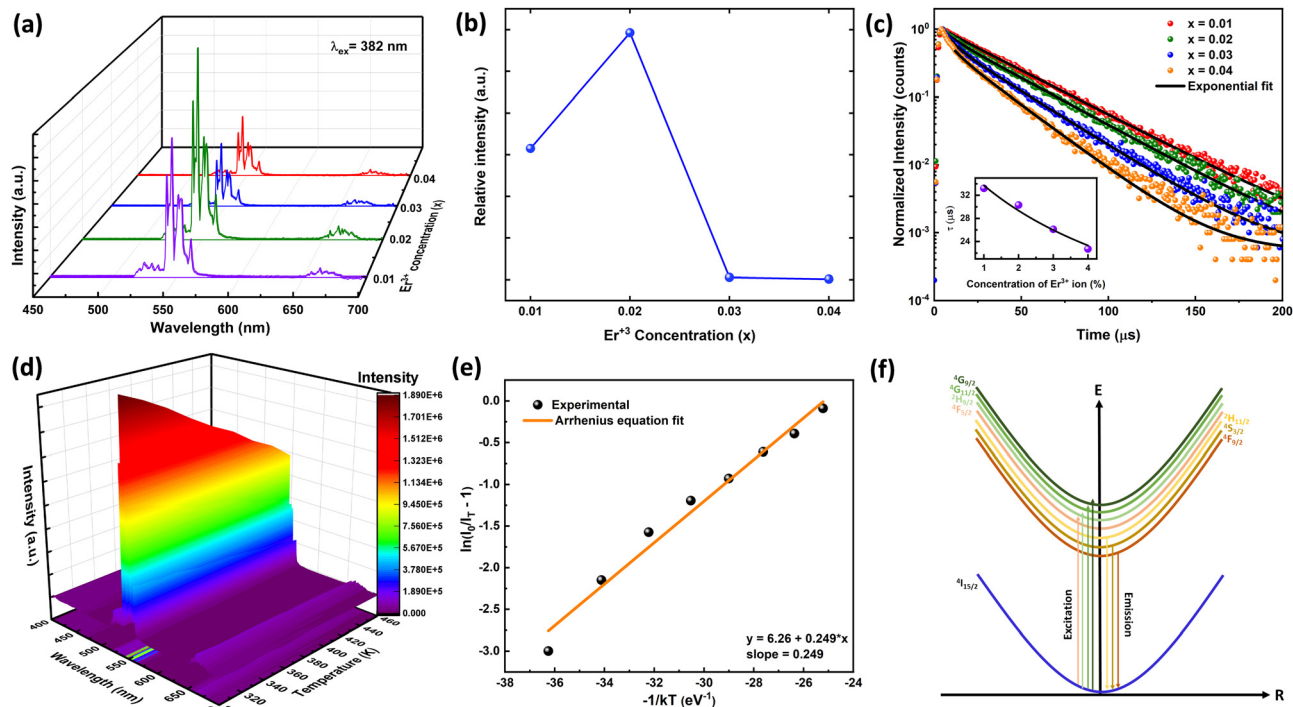 (a)
λex= 382 nm
Intensity (a.u.)
450 500 550 600 650 700
Wavelength (nm)
0.01 0.02 0.03 0.04
Er³⁺ concentration (x)
(b)
Relative intensity (a.u.)
0.01 0.02 0.03 0.04
Er⁺³ Concentration (x)
(c)
x = 0.01
x = 0.02
x = 0.03
x = 0.04
Exponential fit
Normalized Intensity (counts)
10⁰
10⁻¹
10⁻²
10⁻³
10⁻⁴
τ (μs)
32
28
24
1 2 3 4
Concentration of Er³⁺ ion (%)
0 50 100 150 200
Time (μs)
(d)
Intensity
1.890E+6
1.701E+6
1.512E+6
1.323E+6
1.134E+6
9.450E+5
7.560E+5
5.670E+5
3.780E+5
1.890E+5
0.000
Intensity (a.u.)
400 450 500 550 600 650
Wavelength (nm)
320 340 360 380 400 420 440 460
Temperature (K)
(e)
Experimental
Arrhenius equation fit
ln(I₀/Iᴛ - 1)
0.0
-0.5
-1.0
-1.5
-2.0
-2.5
-3.0
y = 6.26 + 0.249*x
slope = 0.249
-38 -36 -34 -32 -30 -28 -26 -24
-1/kT (eV⁻¹)
(f)
E
⁴G₉/₂
⁴G₁₁/₂
²H₉/₂
⁴F₅/₂
²H₁₁/₂
⁴S₃/₂
⁴F₉/₂
⁴I₁₅/₂
Excitation
Emission
R